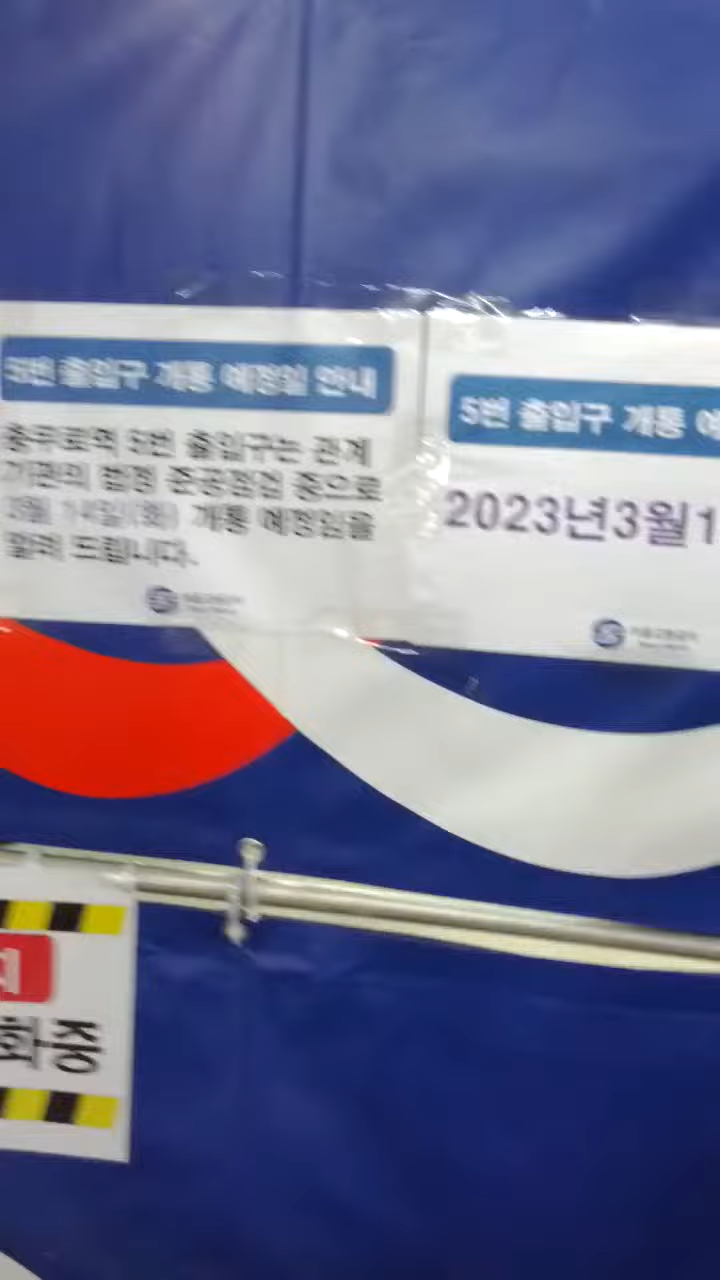 5번 출입구 개통 예정일 안내
충무로역 5번 출입구는 관계
기관의 법정 준공점검 중으로
3월 14일(화) 개통 예정임을
알려 드립니다.
5번 출입구 개통 예
2023년3월1
화중